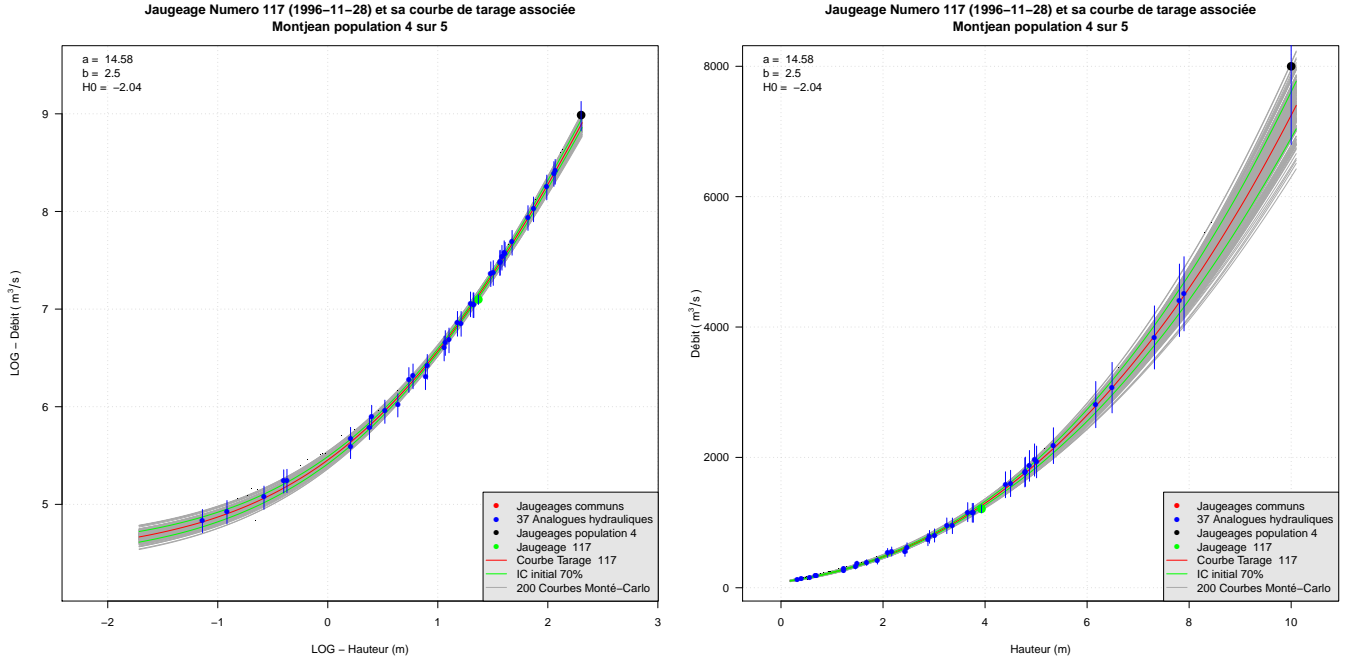 Jaugeage Numero 117 (1996−11−28) et sa courbe de tarage associée
Montjean population 4 sur 5
a = 14.58
b = 2.5
H0 = −2.04
LOG − Débit ( m³/s )
9
8
7
6
5
−2 −1 0 1 2 3
LOG − Hauteur (m)
Jaugeages communs
37 Analogues hydrauliques
Jaugeages population 4
Jaugeage 117
Courbe Tarage 117
IC initial 70%
200 Courbes Monté−Carlo
Jaugeage Numero 117 (1996−11−28) et sa courbe de tarage associée
Montjean population 4 sur 5
a = 14.58
b = 2.5
H0 = −2.04
Débit ( m³/s )
8000
6000
4000
2000
0
0 2 4 6 8 10
Hauteur (m)
Jaugeages communs
37 Analogues hydrauliques
Jaugeages population 4
Jaugeage 117
Courbe Tarage 117
IC initial 70%
200 Courbes Monté−Carlo